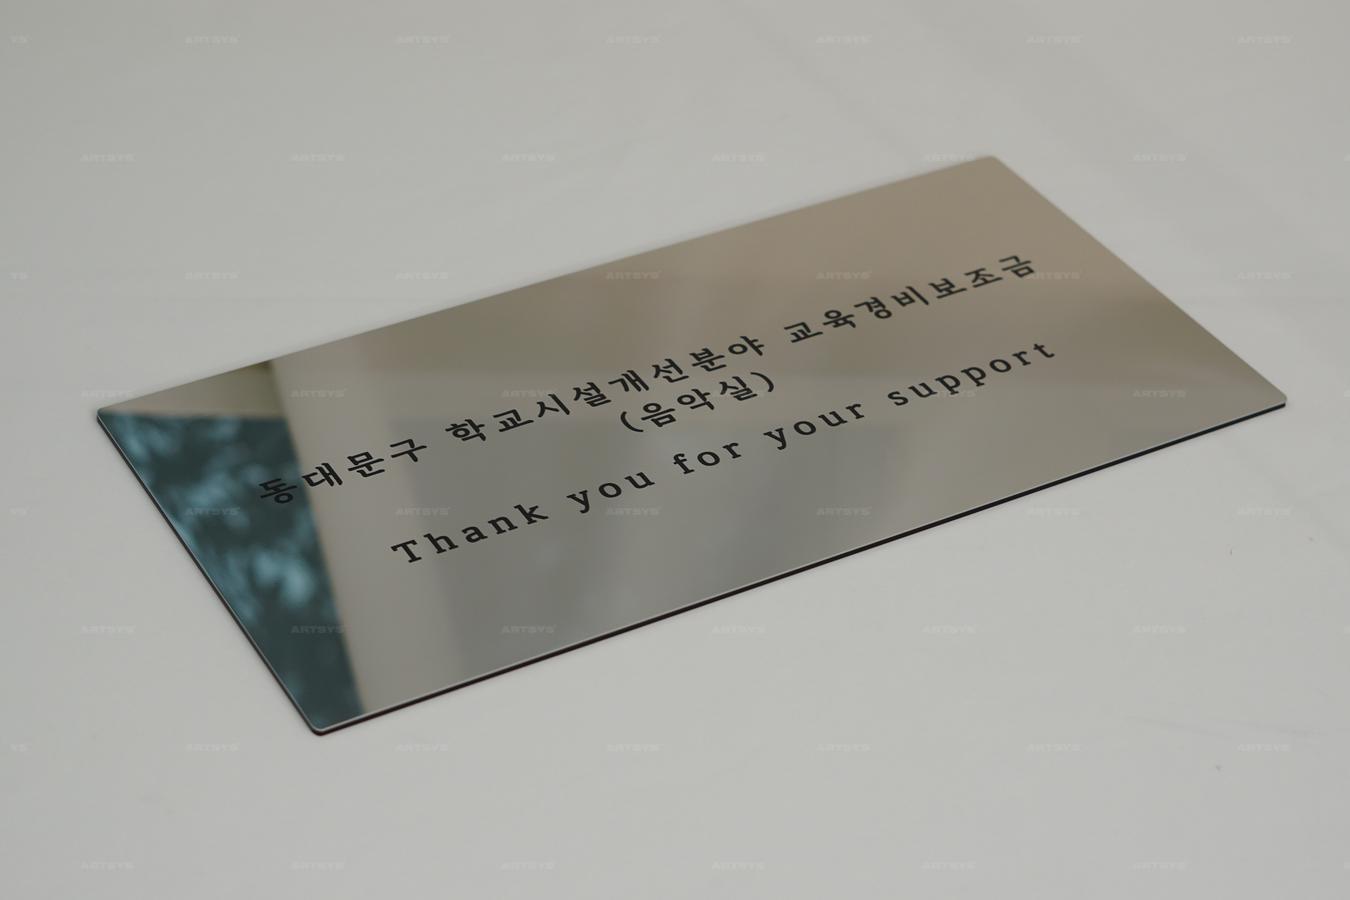 동대문구 학교시설개선분야 교육경비보조금
(음악실)
Thank you for your support
ARTSYS